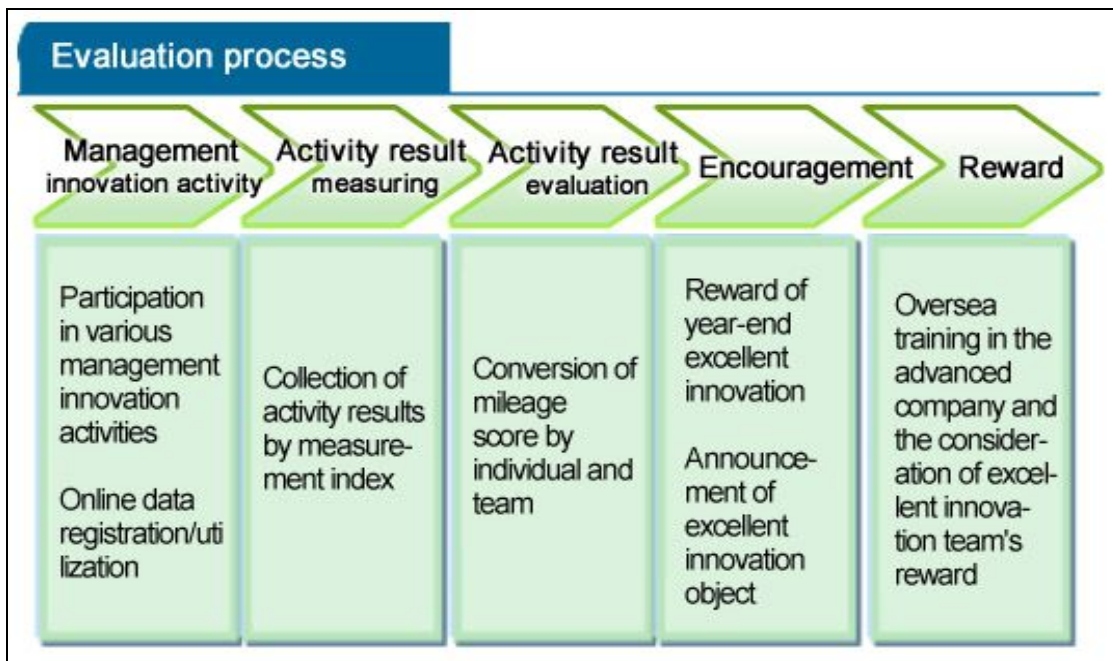 Evaluation process
Management
innovation activity
Activity result
measuring
Activity result
evaluation
Encouragement
Reward
Participation
in various
management
innovation
activities
Online data
registration/uti
lization
Collection of
activity results
by measure-
ment index
Conversion of
mileage
score by
individual and
team
Reward of
year-end
excellent
innovation
Announce-
ment of
excellent
innovation
object
Oversea
training in the
advanced
company and
the consider-
ation of excel-
lent innova-
tion team's
reward